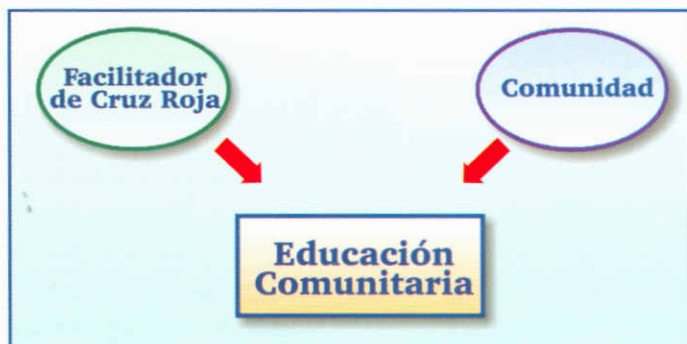 Facilitador
de Cruz Roja
Comunidad
Educación
Comunitaria